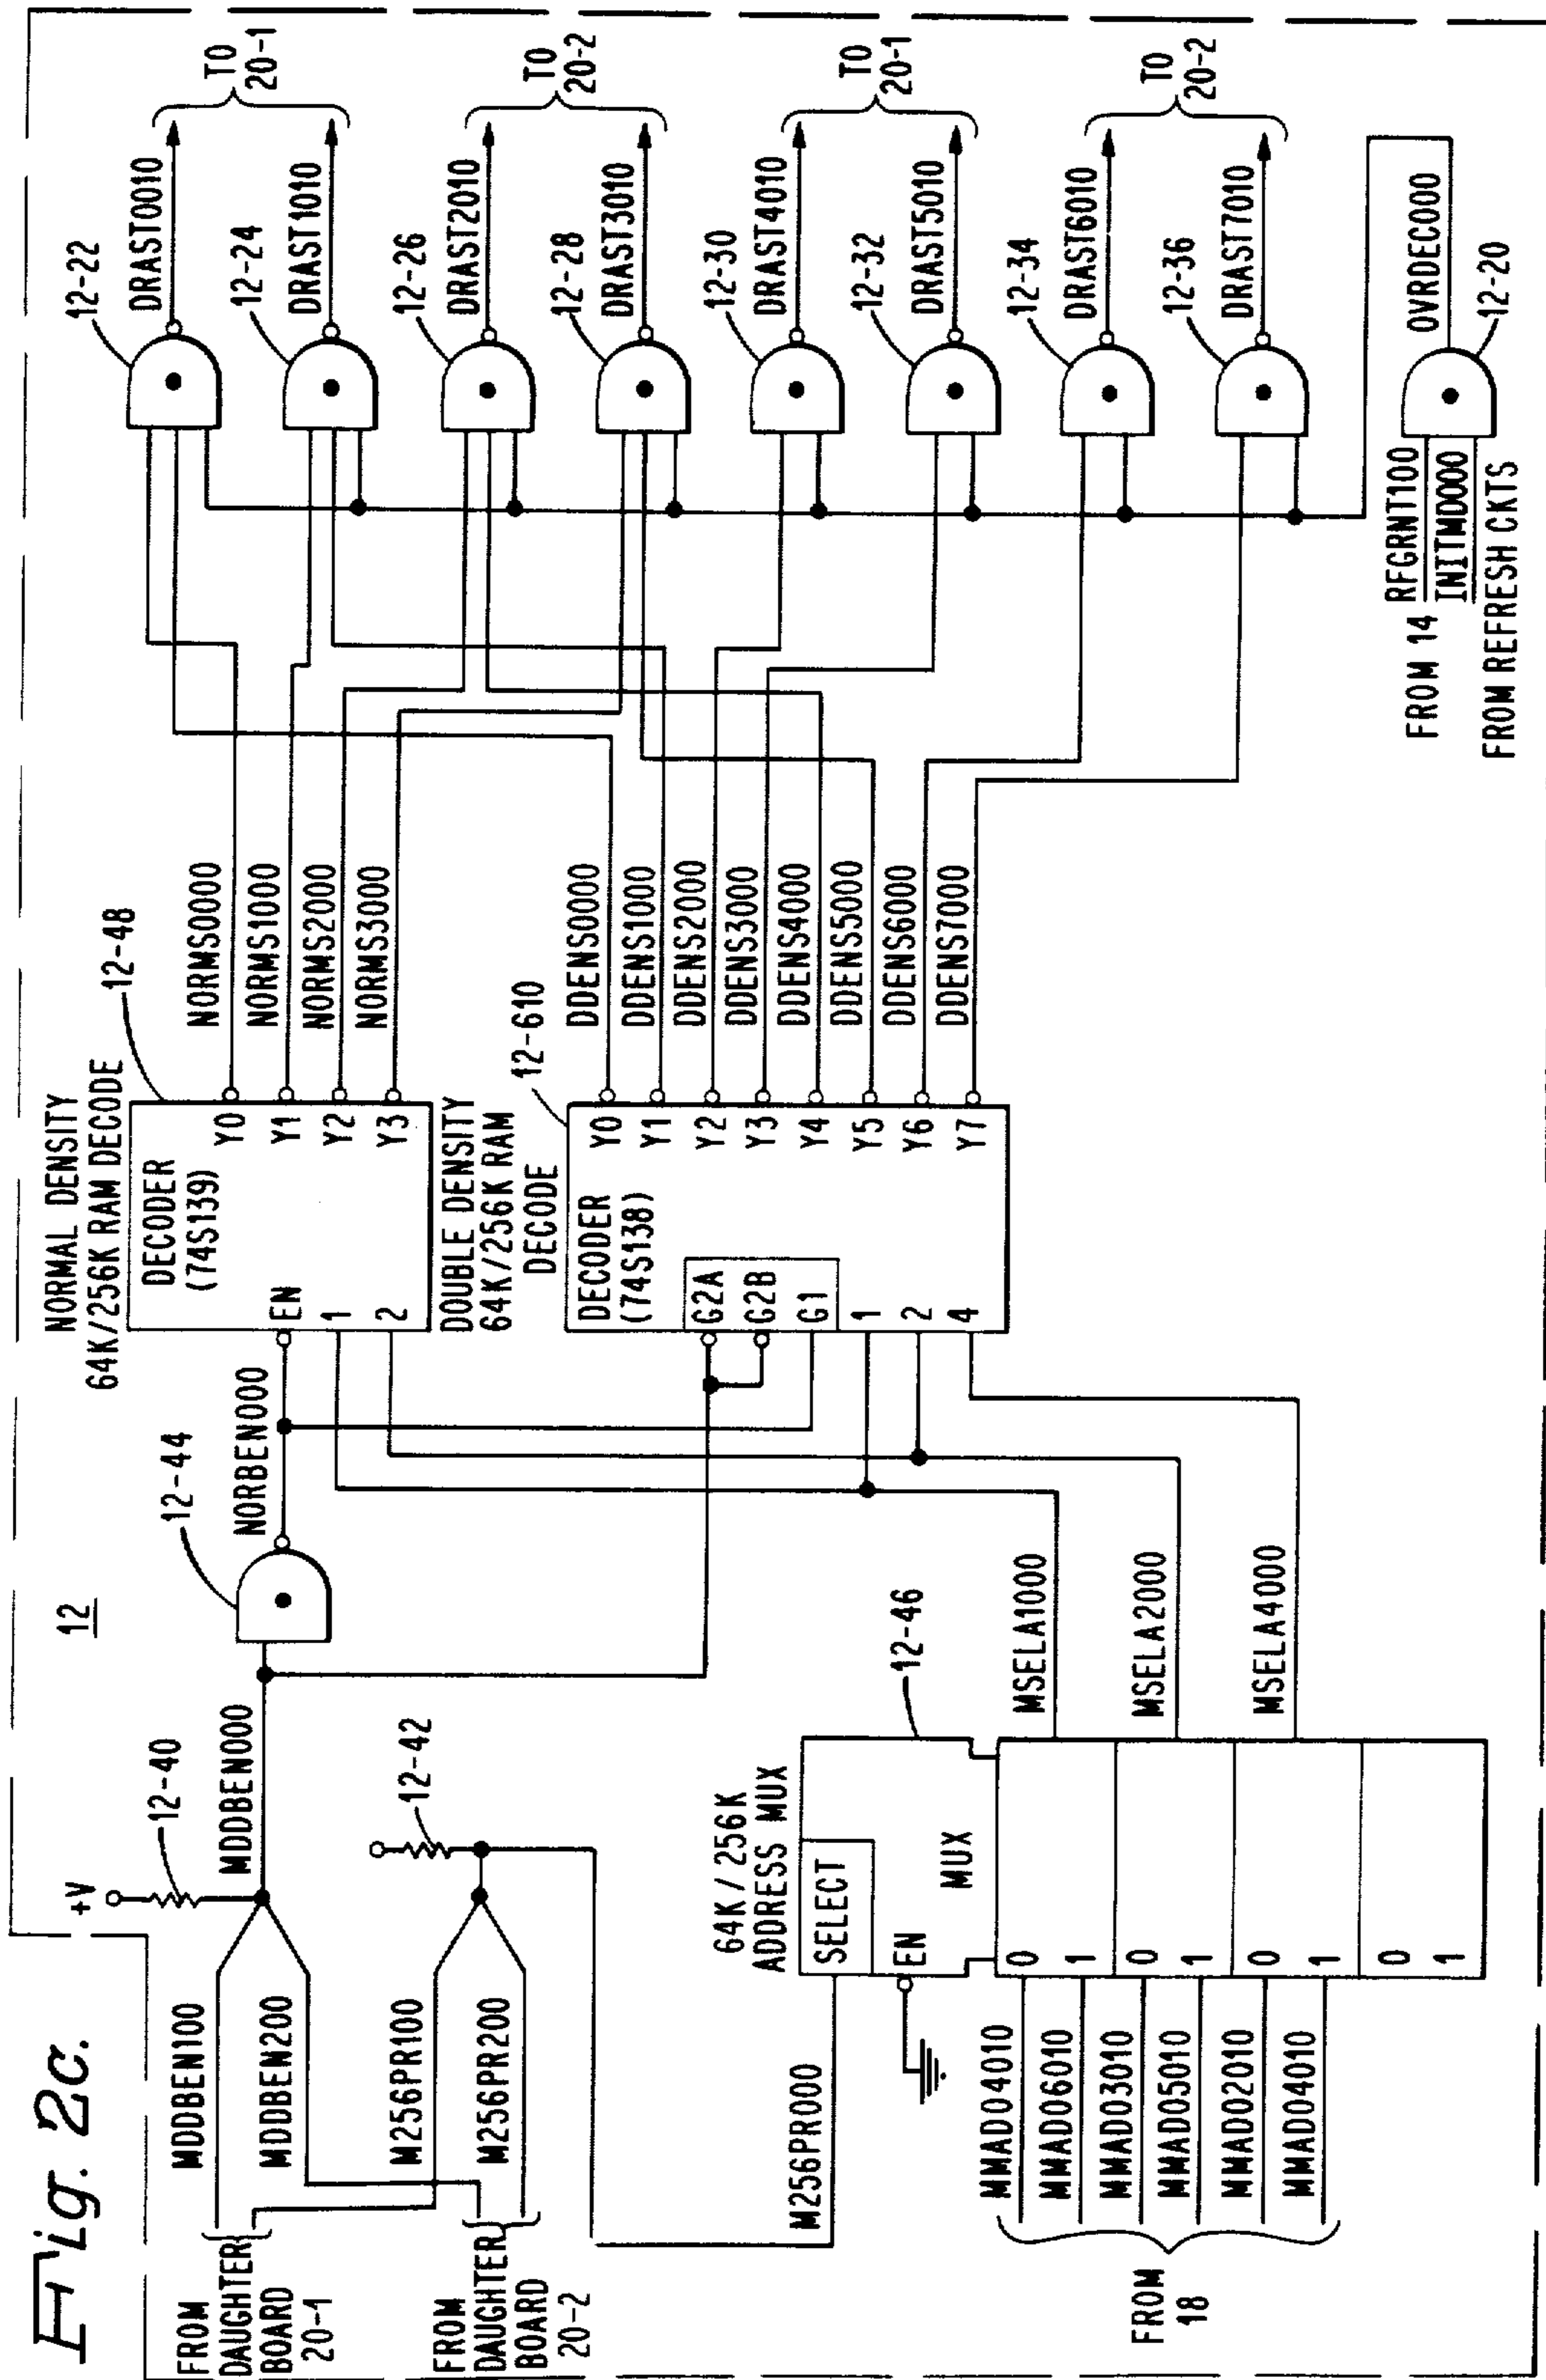 Fig. 2c.
12
FROM
DAUGHTER
BOARD
20-1
FROM
DAUGHTER
BOARD
20-2
MDDBEN100
MDDBEN200
M256PR100
M256PR200
+V
12-40
MDDBEN000
12-42
12-44
NORBEN000
M256PR000
64K/256K
ADDRESS MUX
SELECT
EN
MUX
12-46
FROM
18
MMAD04010
MMAD06010
MMAD03010
MMAD05010
MMAD02010
MMAD04010
0
1
0
1
0
1
0
1
MSELA1000
MSELA2000
MSELA4000
NORMAL DENSITY
64K/256K RAM DECODE
DECODER
(74S139)
EN
1
2
Y0
Y1
Y2
Y3
12-48
NORMS0000
NORMS1000
NORMS2000
NORMS3000
DOUBLE DENSITY
64K/256K RAM
DECODE
12-610
DECODER
(74S138)
G2A
G2B
G1
1
2
4
Y0
Y1
Y2
Y3
Y4
Y5
Y6
Y7
DDENS0000
DDENS1000
DDENS2000
DDENS3000
DDENS4000
DDENS5000
DDENS6000
DDENS7000
12-22
DRAST0010
12-24
DRAST1010
TO
20-1
12-26
DRAST2010
12-28
DRAST3010
TO
20-2
12-30
DRAST4010
12-32
DRAST5010
TO
20-1
12-34
DRAST6010
12-36
DRAST7010
TO
20-2
FROM 14 RFGRNT100
INITMD000
FROM REFRESH CKTS
OVRDEC000
12-20